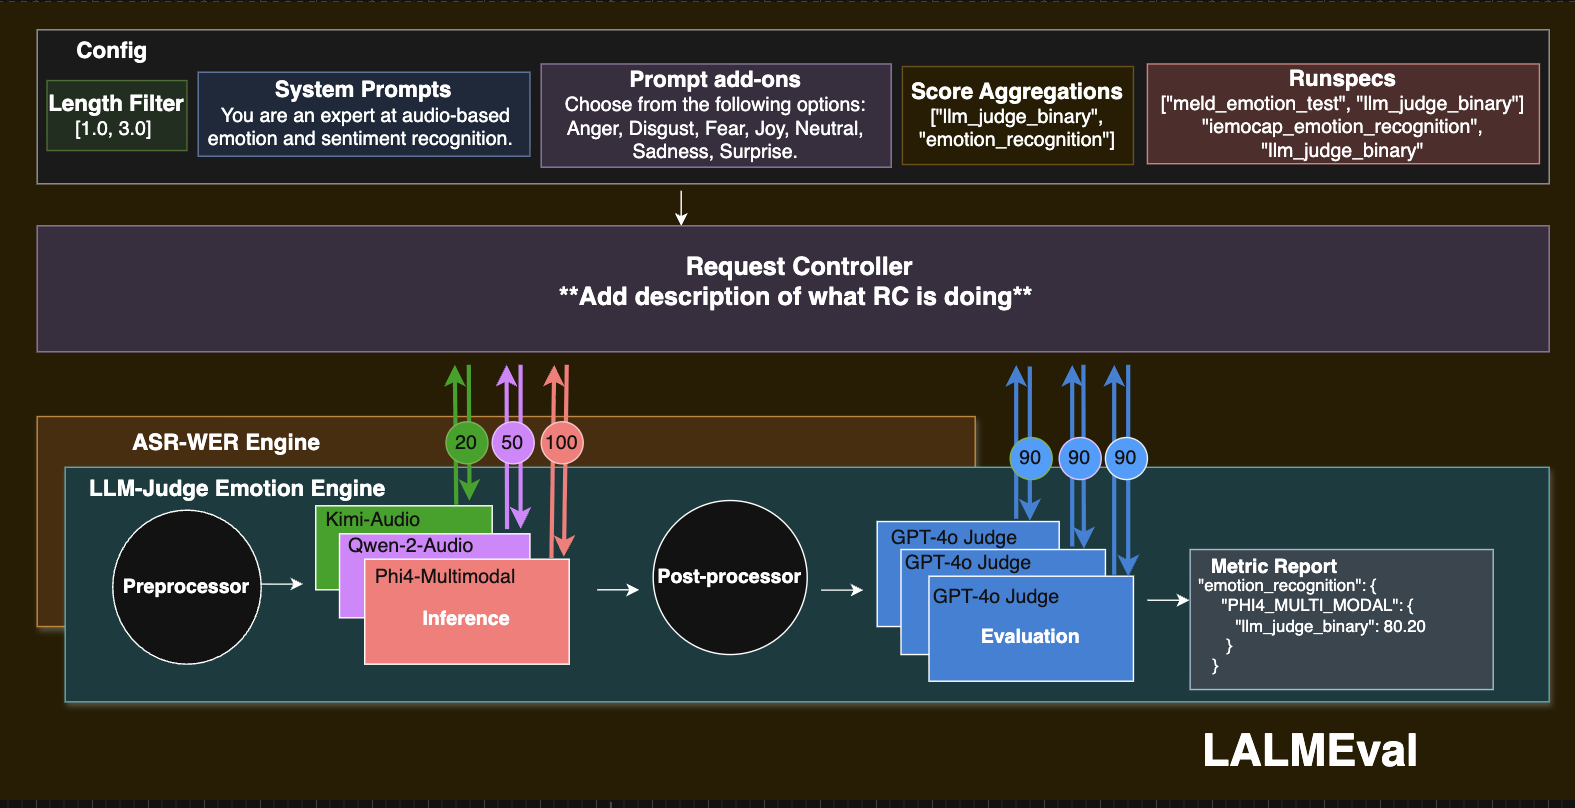 Config
Length Filter
[1.0, 3.0]
System Prompts
You are an expert at audio-based
emotion and sentiment recognition.
Prompt add-ons
Choose from the following options:
Anger, Disgust, Fear, Joy, Neutral,
Sadness, Surprise.
Score Aggregations
["llm_judge_binary",
"emotion_recognition"]
Runspecs
["meld_emotion_test", "llm_judge_binary"]
"iemocap_emotion_recognition",
"llm_judge_binary"
Request Controller
**Add description of what RC is doing**
ASR-WER Engine
20
50
100
90
90
90
LLM-Judge Emotion Engine
Preprocessor
Kimi-Audio
Qwen-2-Audio
Phi4-Multimodal
Inference
Post-processor
GPT-4o Judge
GPT-4o Judge
GPT-4o Judge
Evaluation
Metric Report
"emotion_recognition": {
"PHI4_MULTI_MODAL": {
"llm_judge_binary": 80.20
}
}
LALMEval